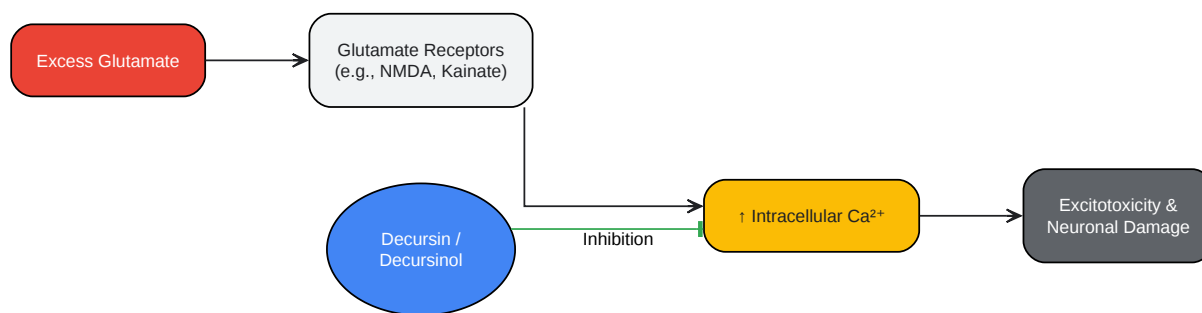 Excess Glutamate
Glutamate Receptors
(e.g., NMDA, Kainate)
↑ Intracellular Ca²⁺
Excitotoxicity &
Neuronal Damage
Decursin /
Decursinol
Inhibition